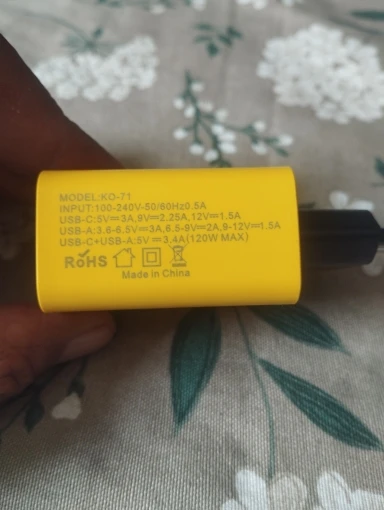 MODEL:KO-71
INPUT:100-240V-50/60Hz0.5A
USB-C:5V⎓3A,9V⎓2.25A,12V⎓1.5A
USB-A:3.6-6.5V⎓3A,6.5-9V⎓2A,9-12V⎓1.5A
USB-C+USB-A:5V⎓3.4A(120W MAX)
RoHS
Made in China